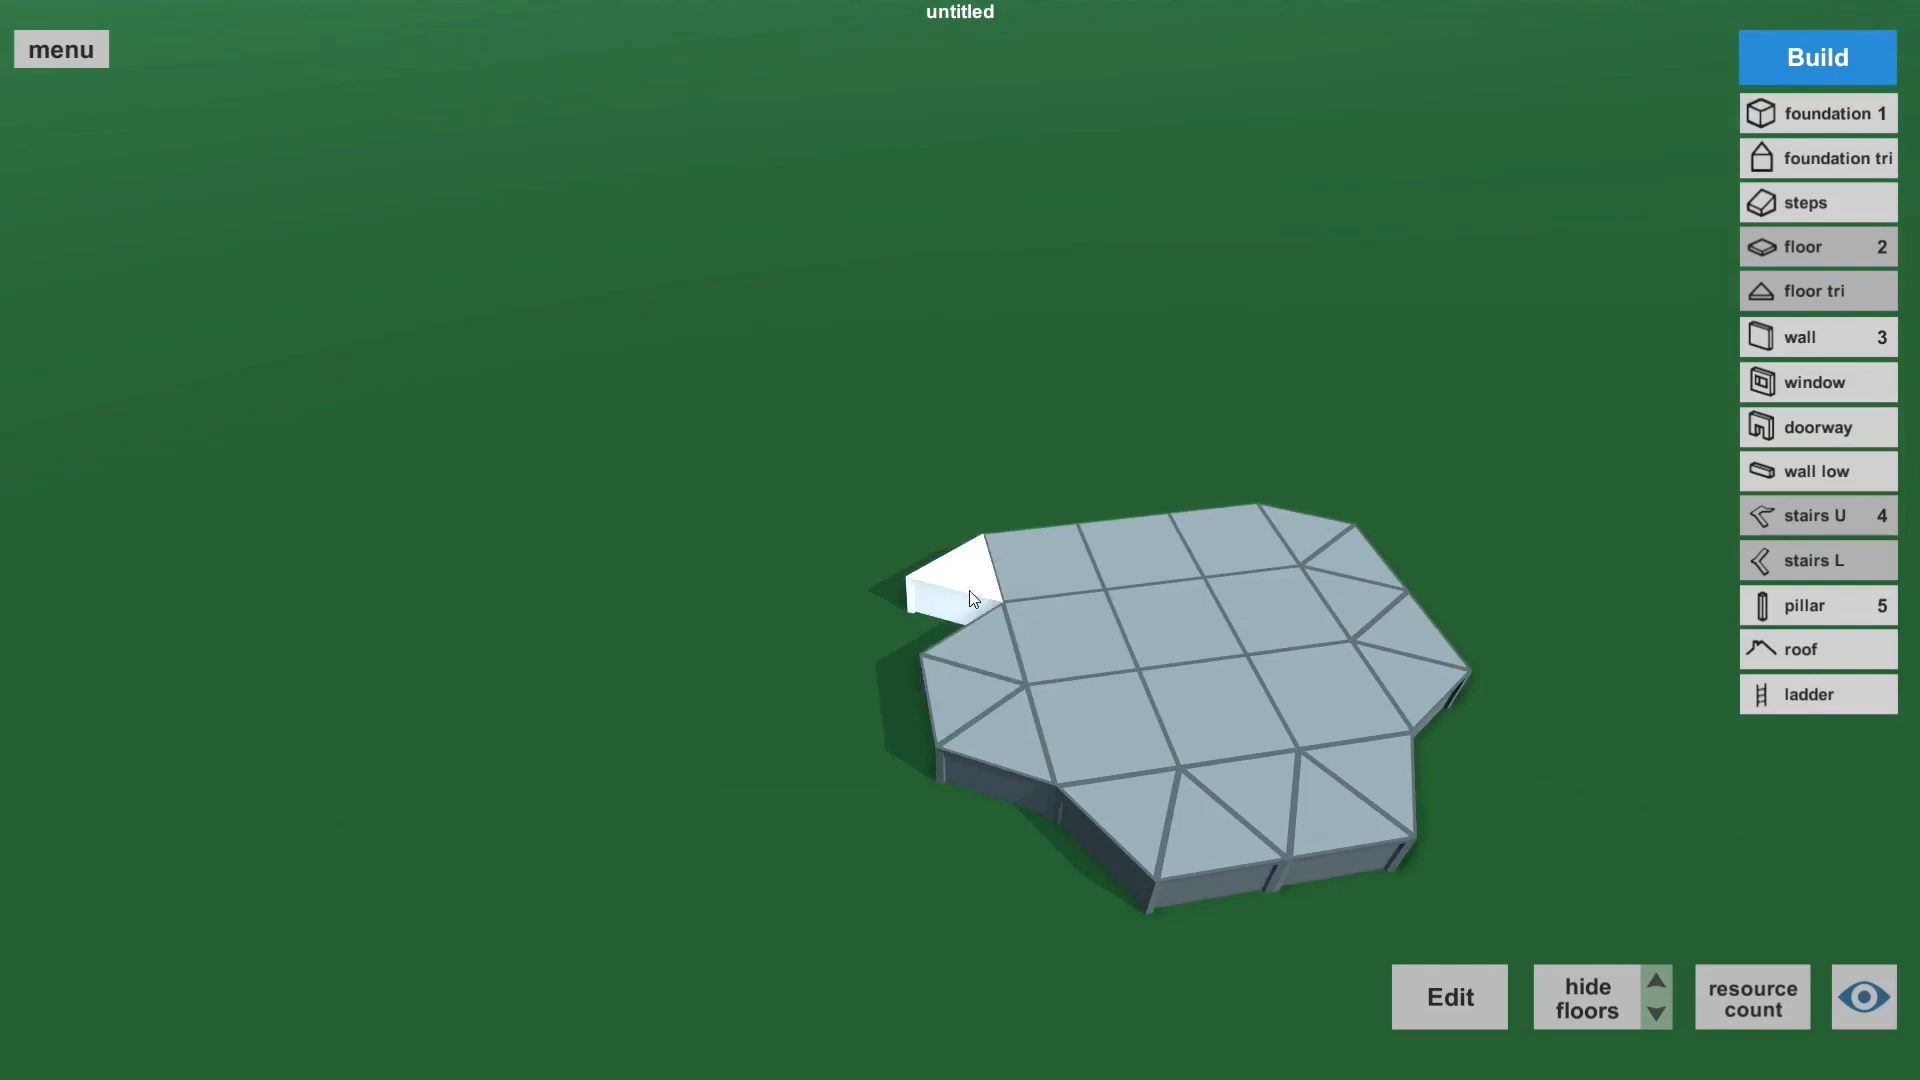 untitled
menu
Build
foundation 1
foundation tri
steps
floor 2
floor tri
wall 3
window
doorway
wall low
stairs U 4
stairs L
pillar 5
roof
ladder
Edit
hide
floors
resource
count